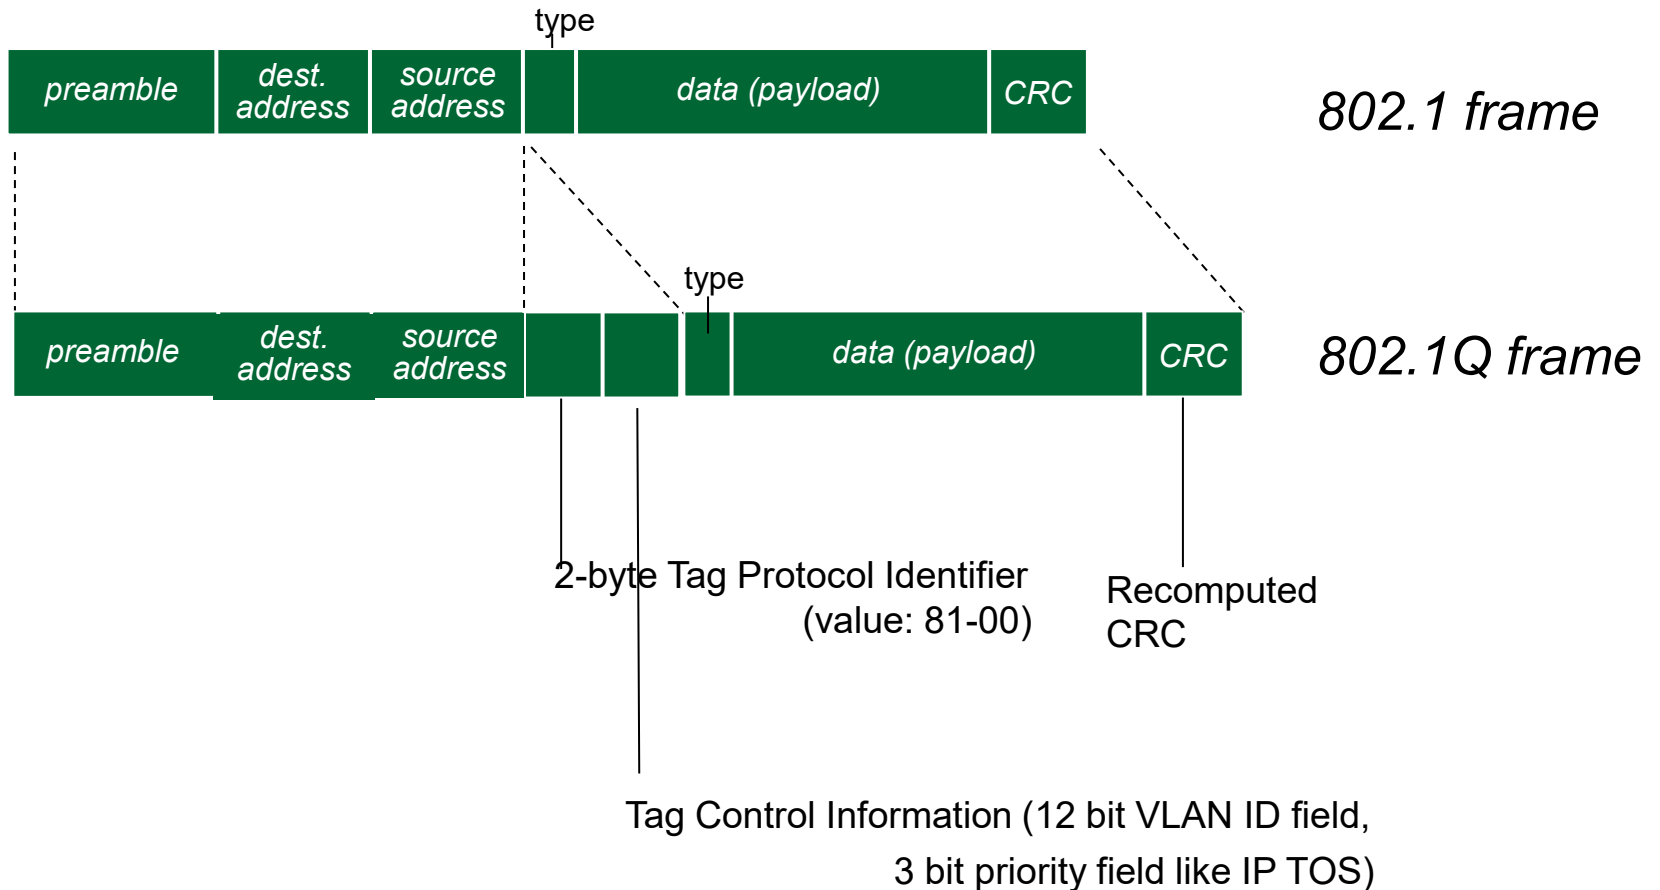 type
preamble
dest.
address
source
address
data (payload)
CRC
802.1 frame
type
preamble
dest.
address
source
address
data (payload)
CRC
802.1Q frame
2-byte Tag Protocol Identifier
(value: 81-00)
Recomputed
CRC
Tag Control Information (12 bit VLAN ID field,
3 bit priority field like IP TOS)